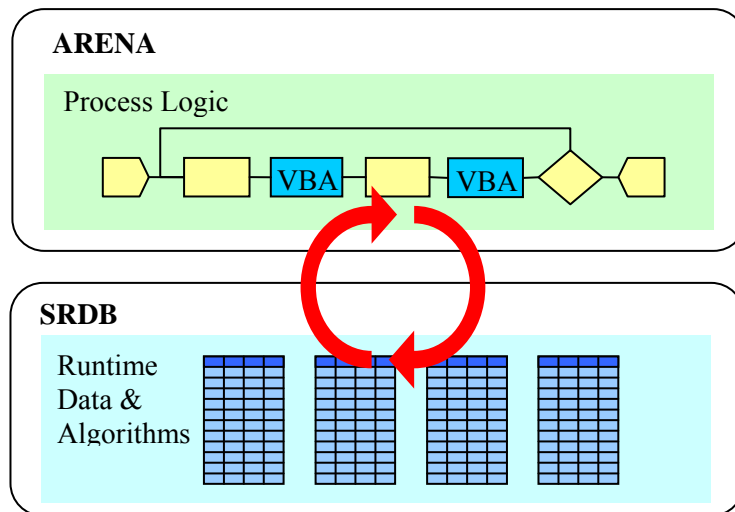 ARENA
Process Logic
VBA
VBA
SRDB
Runtime
Data &
Algorithms